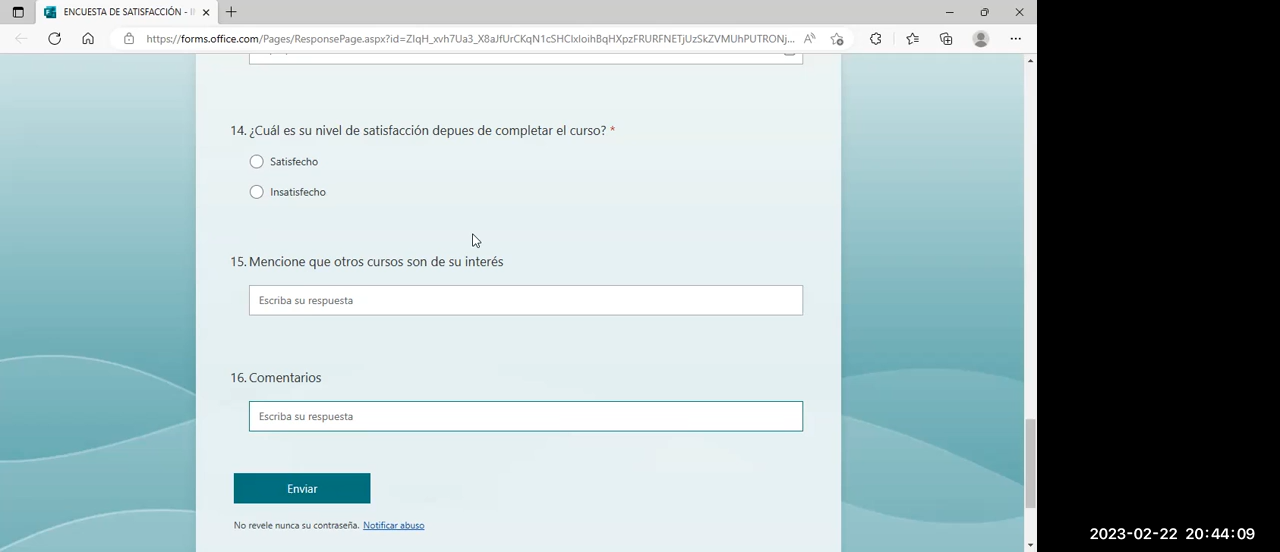 ENCUESTA DE SATISFACCIÓN - I
https://forms.office.com/Pages/ResponsePage.aspx?id=ZIqH_xvh7Ua3_X8aJfUrCKqN1cSHCIxIoihBqHXpzFRURFNETjUzSkZVMUhPUTRONj...
14. ¿Cuál es su nivel de satisfacción depues de completar el curso? *
Satisfecho
Insatisfecho
15. Mencione que otros cursos son de su interés
Escriba su respuesta
16. Comentarios
Escriba su respuesta
Enviar
No revele nunca su contraseña. Notificar abuso
2023-02-22 20:44:09